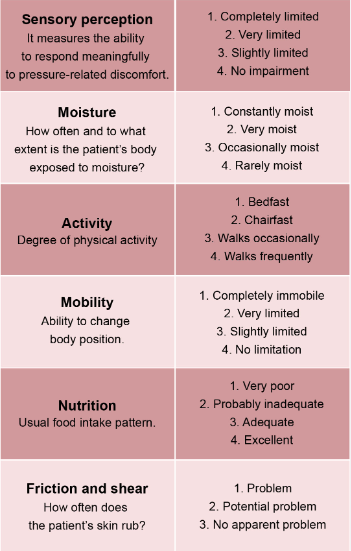 Sensory perception
It measures the ability
to respond meaningfully
to pressure-related discomfort.
1. Completely limited
2. Very limited
3. Slightly limited
4. No impairment
Moisture
How often and to what
extent is the patient's body
exposed to moisture?
1. Constantly moist
2. Very moist
3. Occasionally moist
4. Rarely moist
Activity
Degree of physical activity
1. Bedfast
2. Chairfast
3. Walks occasionally
4. Walks frequently
Mobility
Ability to change
body position.
1. Completely immobile
2. Very limited
3. Slightly limited
4. No limitation
Nutrition
Usual food intake pattern.
1. Very poor
2. Probably inadequate
3. Adequate
4. Excellent
Friction and shear
How often does
the patient's skin rub?
1. Problem
2. Potential problem
3. No apparent problem